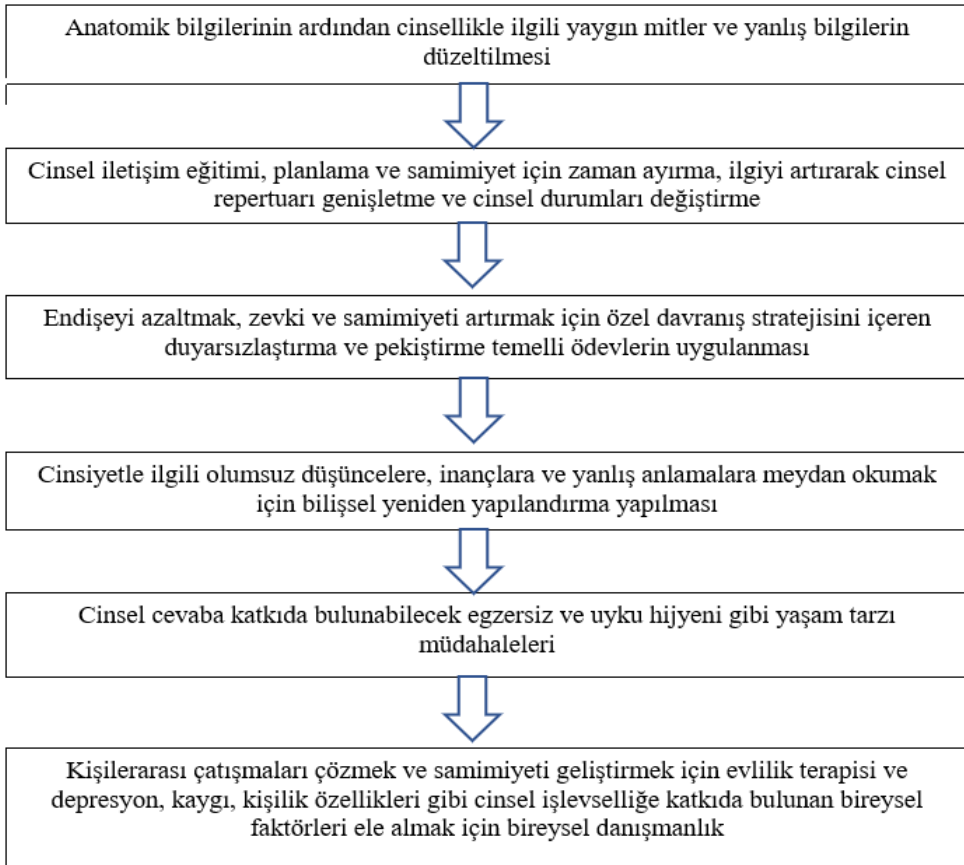 Anatomik bilgilerinin ardından cinsellikle ilgili yaygın mitler ve yanlış bilgilerin
düzeltilmesi
Cinsel iletişim eğitimi, planlama ve samimiyet için zaman ayırma, ilgiyi artırarak cinsel
repertuarı genişletme ve cinsel durumları değiştirme
Endişeyi azaltmak, zevki ve samimiyeti artırmak için özel davranış stratejisini içeren
duyarsızlaştırma ve pekiştirme temelli ödevlerin uygulanması
Cinsiyetle ilgili olumsuz düşüncelere, inançlara ve yanlış anlamalara meydan okumak
için bilişsel yeniden yapılandırma yapılması
Cinsel cevaba katkıda bulunabilecek egzersiz ve uyku hijyeni gibi yaşam tarzı
müdahaleleri
Kişilerarası çatışmaları çözmek ve samimiyeti geliştirmek için evlilik terapisi ve
depresyon, kaygı, kişilik özellikleri gibi cinsel işlevselliğe katkıda bulunan bireysel
faktörleri ele almak için bireysel danışmanlık